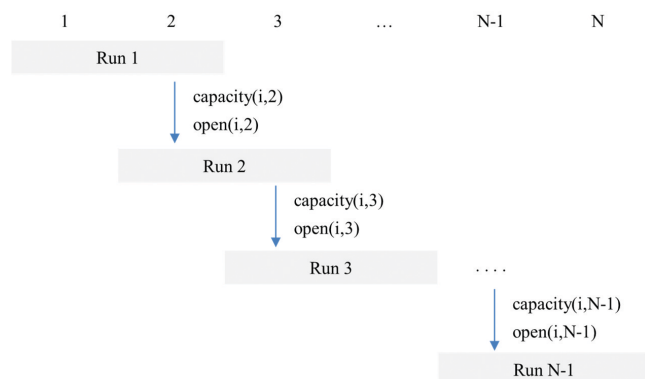 1 2 3 ... N-1 N
Run 1
capacity(i,2)
open(i,2)
Run 2
capacity(i,3)
open(i,3)
Run 3 . . . .
capacity(i,N-1)
open(i,N-1)
Run N-1